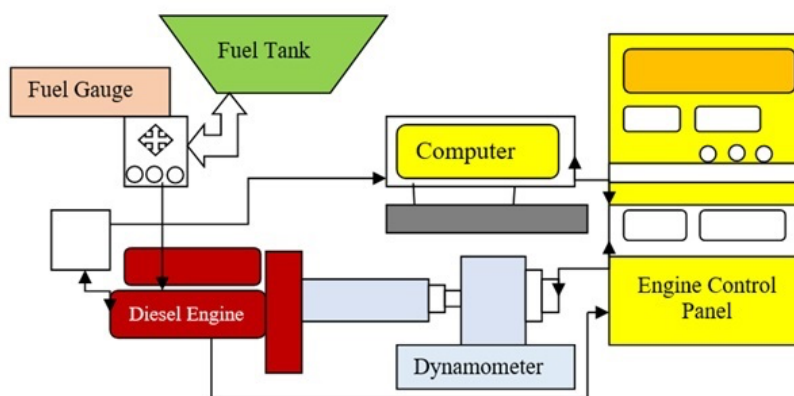 Fuel Tank
Fuel Gauge
Computer
Diesel Engine
Engine Control
Panel
Dynamometer